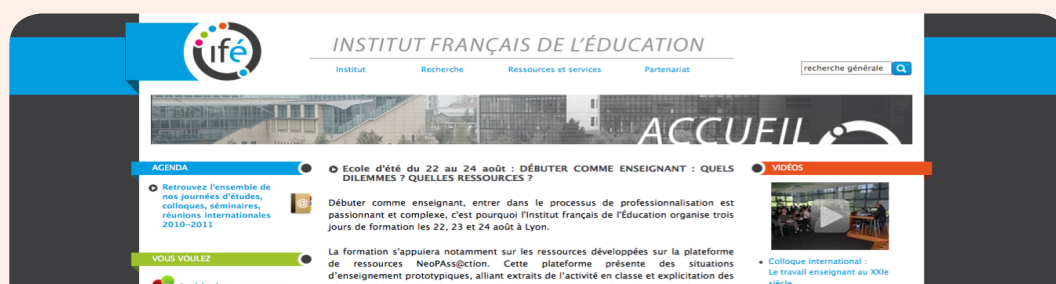 ifé
INSTITUT FRANÇAIS DE L'ÉDUCATION
Institut Recherche Ressources et services Partenariat
recherche générale
ACCUEIL
AGENDA
Retrouvez l'ensemble de
nos journées d'études,
colloques, séminaires,
réunions internationales
2010-2011
VOUS VOULEZ
Ecole d'été du 22 au 24 août : DÉBUTER COMME ENSEIGNANT : QUELS
DILEMMES ? QUELLES RESSOURCES ?
Débuter comme enseignant, entrer dans le processus de professionnalisation est
passionnant et complexe, c'est pourquoi l'Institut français de l'Éducation organise trois
jours de formation les 22, 23 et 24 août à Lyon.
La formation s'appuiera notamment sur les ressources développées sur la plateforme
de ressources NeoPAss@ction. Cette plateforme présente des situations
d'enseignement prototypiques, alliant extraits de l'activité en classe et explicitation des
VIDÉOS
Colloque international :
Le travail enseignant au XXIe
siècle